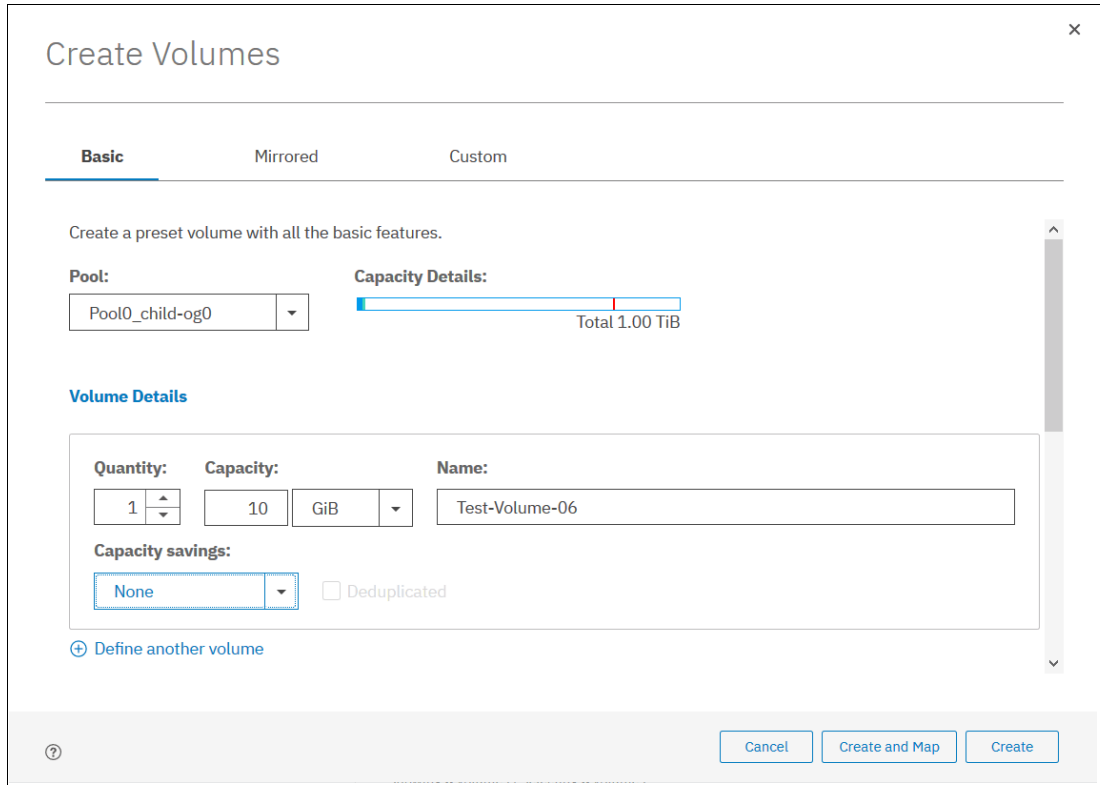 Create Volumes
Basic Mirrored Custom
Create a preset volume with all the basic features.
Pool: Capacity Details:
Pool0_child-og0
Total 1.00 TiB
Volume Details
Quantity: Capacity: Name:
1 10 GiB Test-Volume-06
Capacity savings:
None Deduplicated
Define another volume
Cancel Create and Map Create